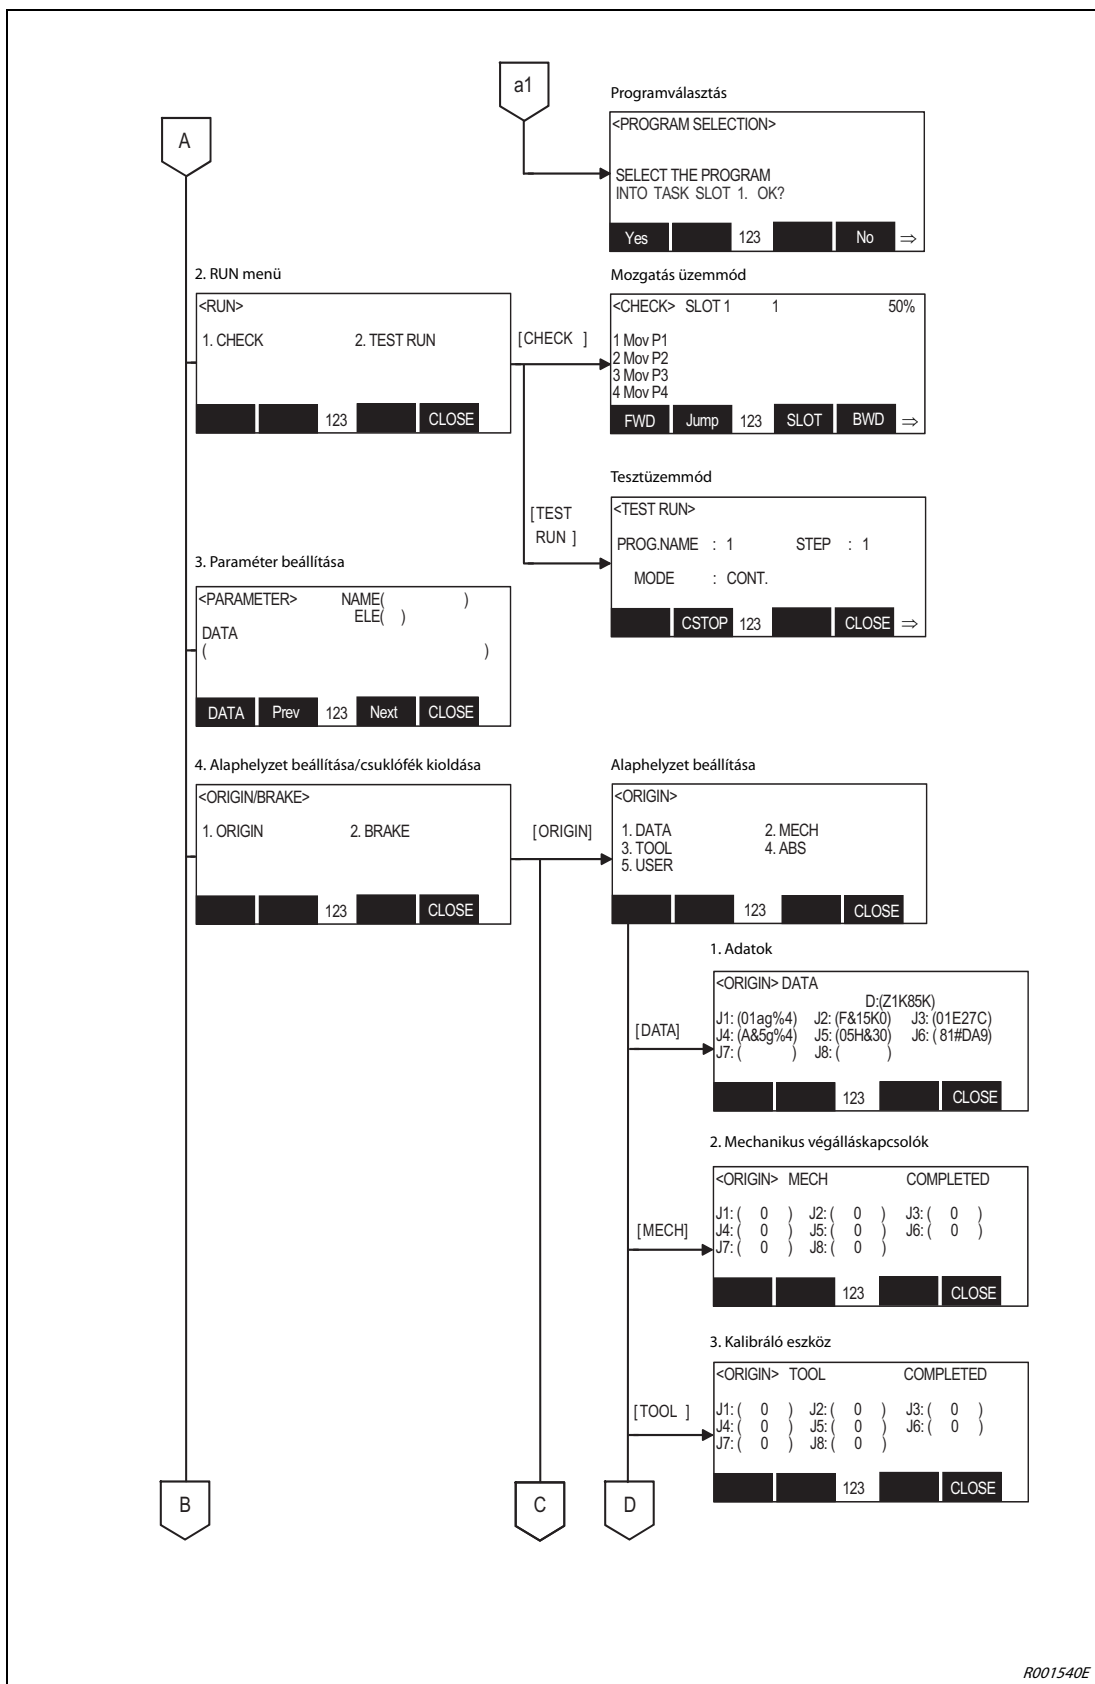 a1
Programválasztás
<PROGRAM SELECTION>
SELECT THE PROGRAM
INTO TASK SLOT 1. OK?
Yes 123 No ⇒
A
2. RUN menü
<RUN>
1. CHECK 2. TEST RUN
123 CLOSE
[CHECK ]
Mozgatás üzemmód
<CHECK> SLOT 1 1 50%
1 Mov P1
2 Mov P2
3 Mov P3
4 Mov P4
FWD Jump 123 SLOT BWD ⇒
[TEST
RUN ]
Tesztüzemmód
<TEST RUN>
PROG.NAME : 1 STEP : 1
MODE : CONT.
CSTOP 123 CLOSE ⇒
3. Paraméter beállítása
<PARAMETER> NAME( )
ELE( )
DATA
( )
DATA Prev 123 Next CLOSE
4. Alaphelyzet beállítása/csuklófék kioldása
<ORIGIN/BRAKE>
1. ORIGIN 2. BRAKE
123 CLOSE
[ORIGIN]
Alaphelyzet beállítása
<ORIGIN>
1. DATA 2. MECH
3. TOOL 4. ABS
5. USER
123 CLOSE
1. Adatok
[DATA]
<ORIGIN> DATA
D:(Z1K85K)
J1: (01ag%4) J2: (F&15K0) J3: (01E27C)
J4: (A&5g%4) J5: (05H&30) J6: ( 81#DA9)
J7: ( ) J8: ( )
123 CLOSE
2. Mechanikus végálláskapcsolók
[MECH]
<ORIGIN> MECH COMPLETED
J1: ( 0 ) J2: ( 0 ) J3: ( 0 )
J4: ( 0 ) J5: ( 0 ) J6: ( 0 )
J7: ( 0 ) J8: ( 0 )
123 CLOSE
3. Kalibráló eszköz
[TOOL ]
<ORIGIN> TOOL COMPLETED
J1: ( 0 ) J2: ( 0 ) J3: ( 0 )
J4: ( 0 ) J5: ( 0 ) J6: ( 0 )
J7: ( 0 ) J8: ( 0 )
123 CLOSE
B
C
D
R001540E